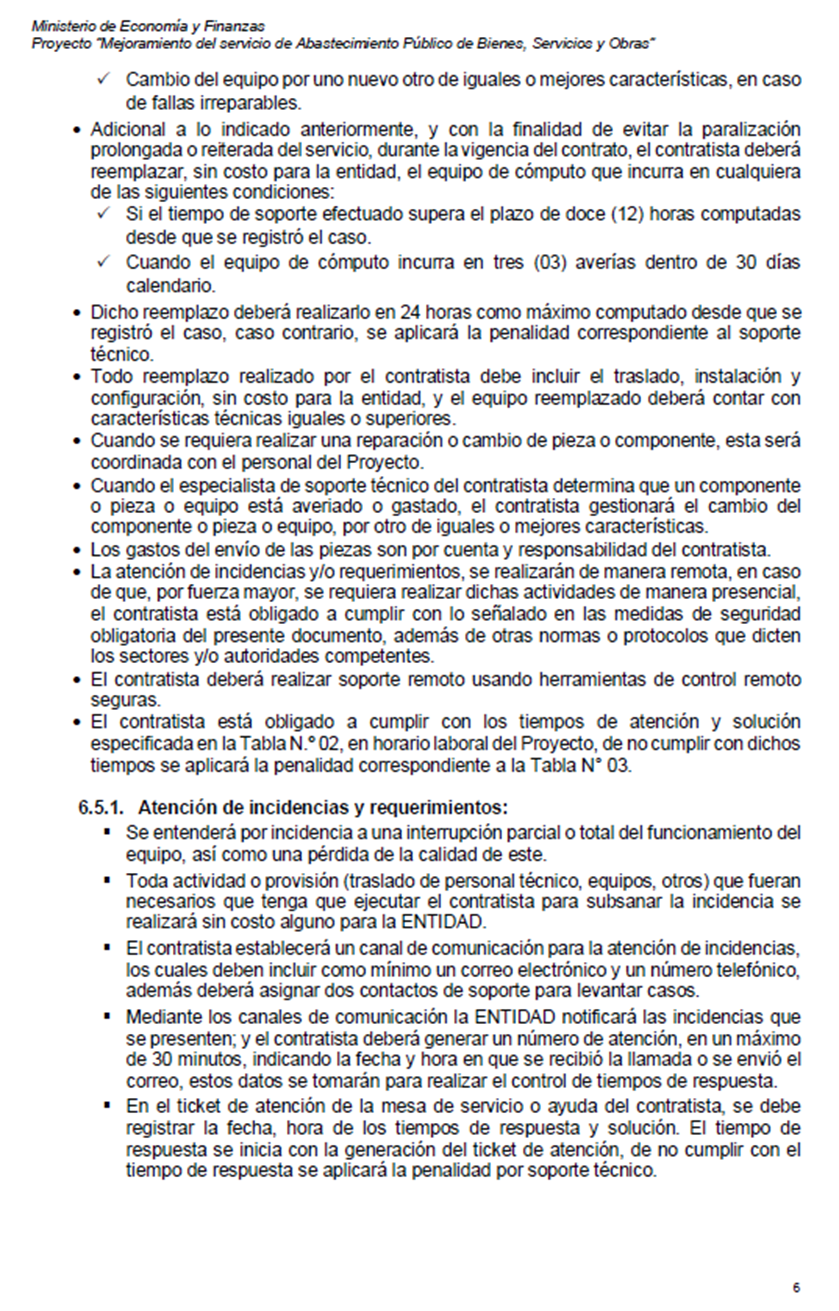 Ministerio de Economía y Finanzas
Proyecto "Mejoramiento del servicio de Abastecimiento Público de Bienes, Servicios y Obras"
✓ Cambio del equipo por uno nuevo otro de iguales o mejores características, en caso
de fallas irreparables.
• Adicional a lo indicado anteriormente, y con la finalidad de evitar la paralización
prolongada o reiterada del servicio, durante la vigencia del contrato, el contratista deberá
reemplazar, sin costo para la entidad, el equipo de cómputo que incurra en cualquiera
de las siguientes condiciones:
✓ Si el tiempo de soporte efectuado supera el plazo de doce (12) horas computadas
desde que se registró el caso.
✓ Cuando el equipo de cómputo incurra en tres (03) averías dentro de 30 días
calendario.
• Dicho reemplazo deberá realizarlo en 24 horas como máximo computado desde que se
registró el caso, caso contrario, se aplicará la penalidad correspondiente al soporte
técnico.
• Todo reemplazo realizado por el contratista debe incluir el traslado, instalación y
configuración, sin costo para la entidad, y el equipo reemplazado deberá contar con
características técnicas iguales o superiores.
• Cuando se requiera realizar una reparación o cambio de pieza o componente, esta será
coordinada con el personal del Proyecto.
• Cuando el especialista de soporte técnico del contratista determina que un componente
o pieza o equipo está averiado o gastado, el contratista gestionará el cambio del
componente o pieza o equipo, por otro de iguales o mejores características.
• Los gastos del envío de las piezas son por cuenta y responsabilidad del contratista.
• La atención de incidencias y/o requerimientos, se realizarán de manera remota, en caso
de que, por fuerza mayor, se requiera realizar dichas actividades de manera presencial,
el contratista está obligado a cumplir con lo señalado en las medidas de seguridad
obligatoria del presente documento, además de otras normas o protocolos que dicten
los sectores y/o autoridades competentes.
• El contratista deberá realizar soporte remoto usando herramientas de control remoto
seguras.
• El contratista está obligado a cumplir con los tiempos de atención y solución
especificada en la Tabla N.º 02, en horario laboral del Proyecto, de no cumplir con dichos
tiempos se aplicará la penalidad correspondiente a la Tabla N° 03.
6.5.1. Atención de incidencias y requerimientos:
▪ Se entenderá por incidencia a una interrupción parcial o total del funcionamiento del
equipo, así como una pérdida de la calidad de este.
▪ Toda actividad o provisión (traslado de personal técnico, equipos, otros) que fueran
necesarios que tenga que ejecutar el contratista para subsanar la incidencia se
realizará sin costo alguno para la ENTIDAD.
▪ El contratista establecerá un canal de comunicación para la atención de incidencias,
los cuales deben incluir como mínimo un correo electrónico y un número telefónico,
además deberá asignar dos contactos de soporte para levantar casos.
▪ Mediante los canales de comunicación la ENTIDAD notificará las incidencias que
se presenten; y el contratista deberá generar un número de atención, en un máximo
de 30 minutos, indicando la fecha y hora en que se recibió la llamada o se envió el
correo, estos datos se tomarán para realizar el control de tiempos de respuesta.
▪ En el ticket de atención de la mesa de servicio o ayuda del contratista, se debe
registrar la fecha, hora de los tiempos de respuesta y solución. El tiempo de
respuesta se inicia con la generación del ticket de atención, de no cumplir con el
tiempo de respuesta se aplicará la penalidad por soporte técnico.
6